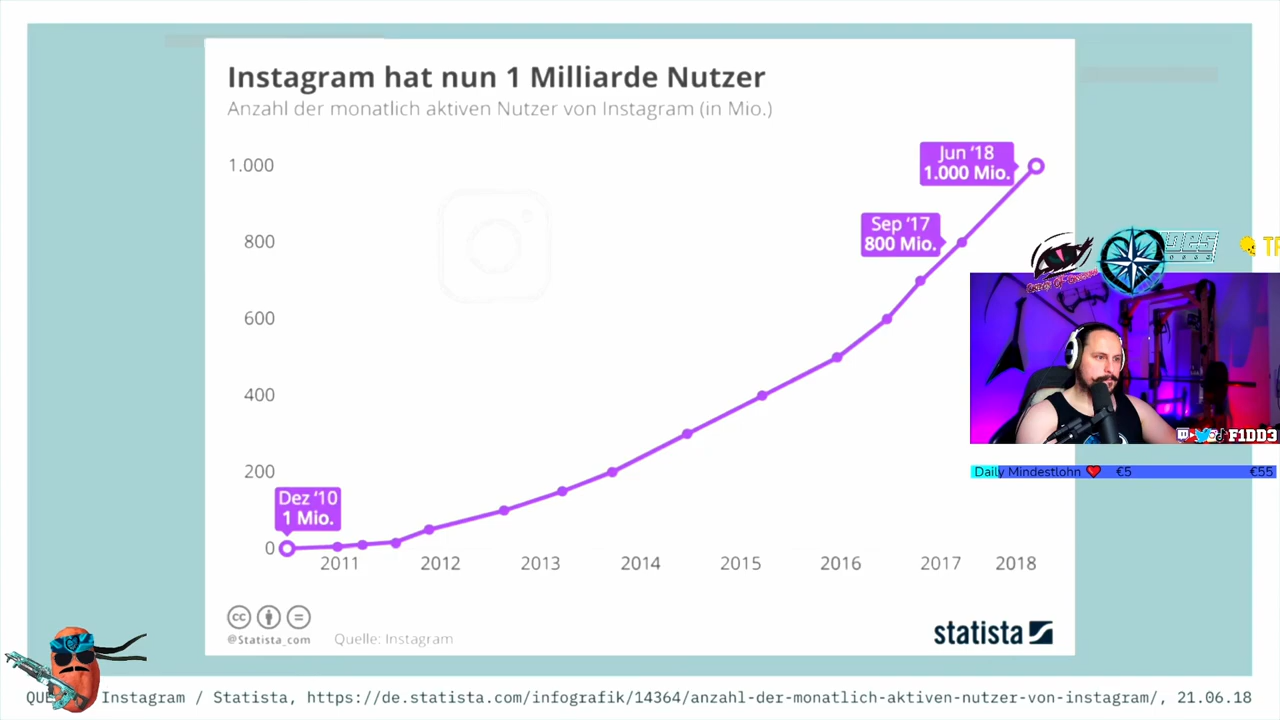 Instagram hat nun 1 Milliarde Nutzer
Anzahl der monatlich aktiven Nutzer von Instagram (in Mio.)
1.000
800
600
400
200
0
Dez ‘10
1 Mio.
Sep ‘17
800 Mio.
Jun ‘18
1.000 Mio.
2011
2012
2013
2014
2015
2016
2017
2018
@Statista_com
Quelle: Instagram
statista
F1DD3
Daily Mindestlohn ❤ €5 €55
Instagram / Statista, https://de.statista.com/infografik/14364/anzahl-der-monatlich-aktiven-nutzer-von-instagram/, 21.06.18